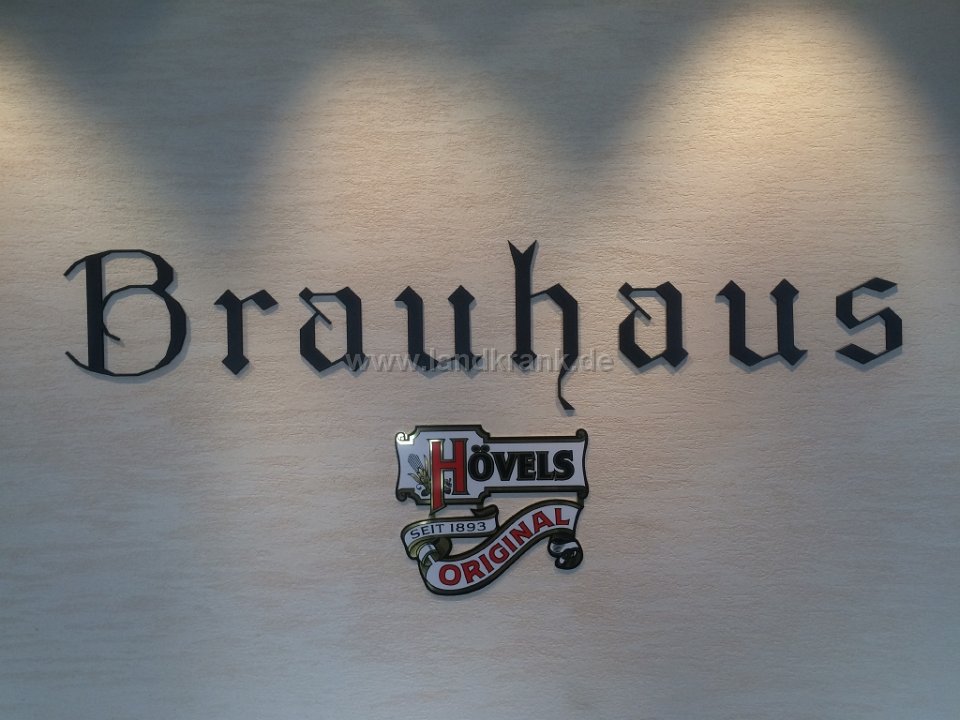 Brauhaus
www.landkrank.de
HÖVELS
SEIT 1893
ORIGINAL